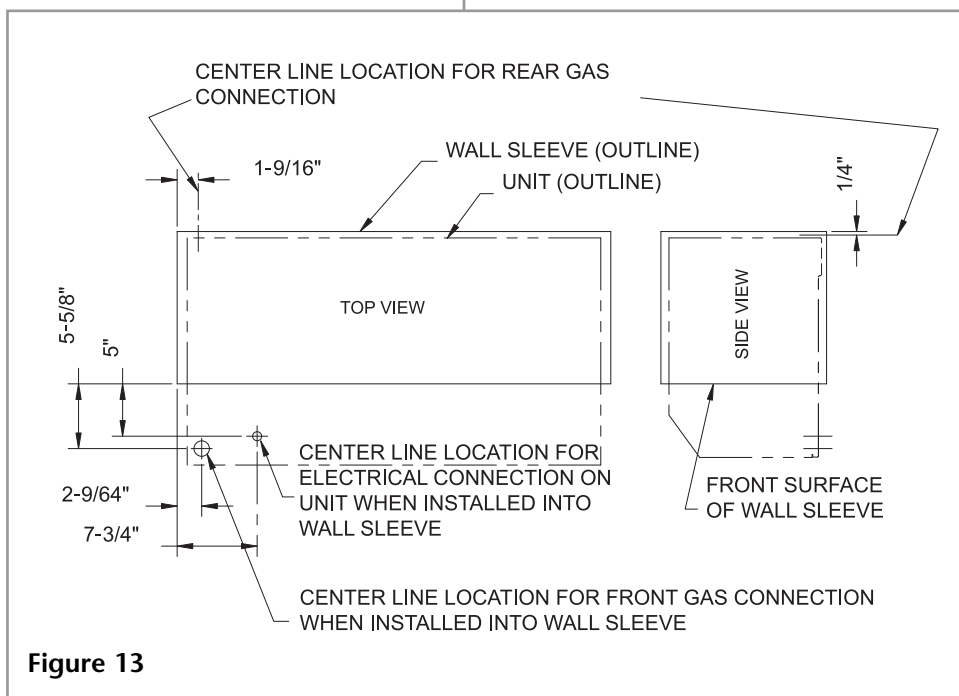 CENTER LINE LOCATION FOR REAR GAS
CONNECTION
1-9/16"
WALL SLEEVE (OUTLINE)
UNIT (OUTLINE)
1/4"
TOP VIEW
SIDE VIEW
5-5/8"
5"
2-9/64"
7-3/4"
CENTER LINE LOCATION FOR
ELECTRICAL CONNECTION ON
UNIT WHEN INSTALLED INTO
WALL SLEEVE
FRONT SURFACE
OF WALL SLEEVE
CENTER LINE LOCATION FOR FRONT GAS CONNECTION
WHEN INSTALLED INTO WALL SLEEVE
Figure 13